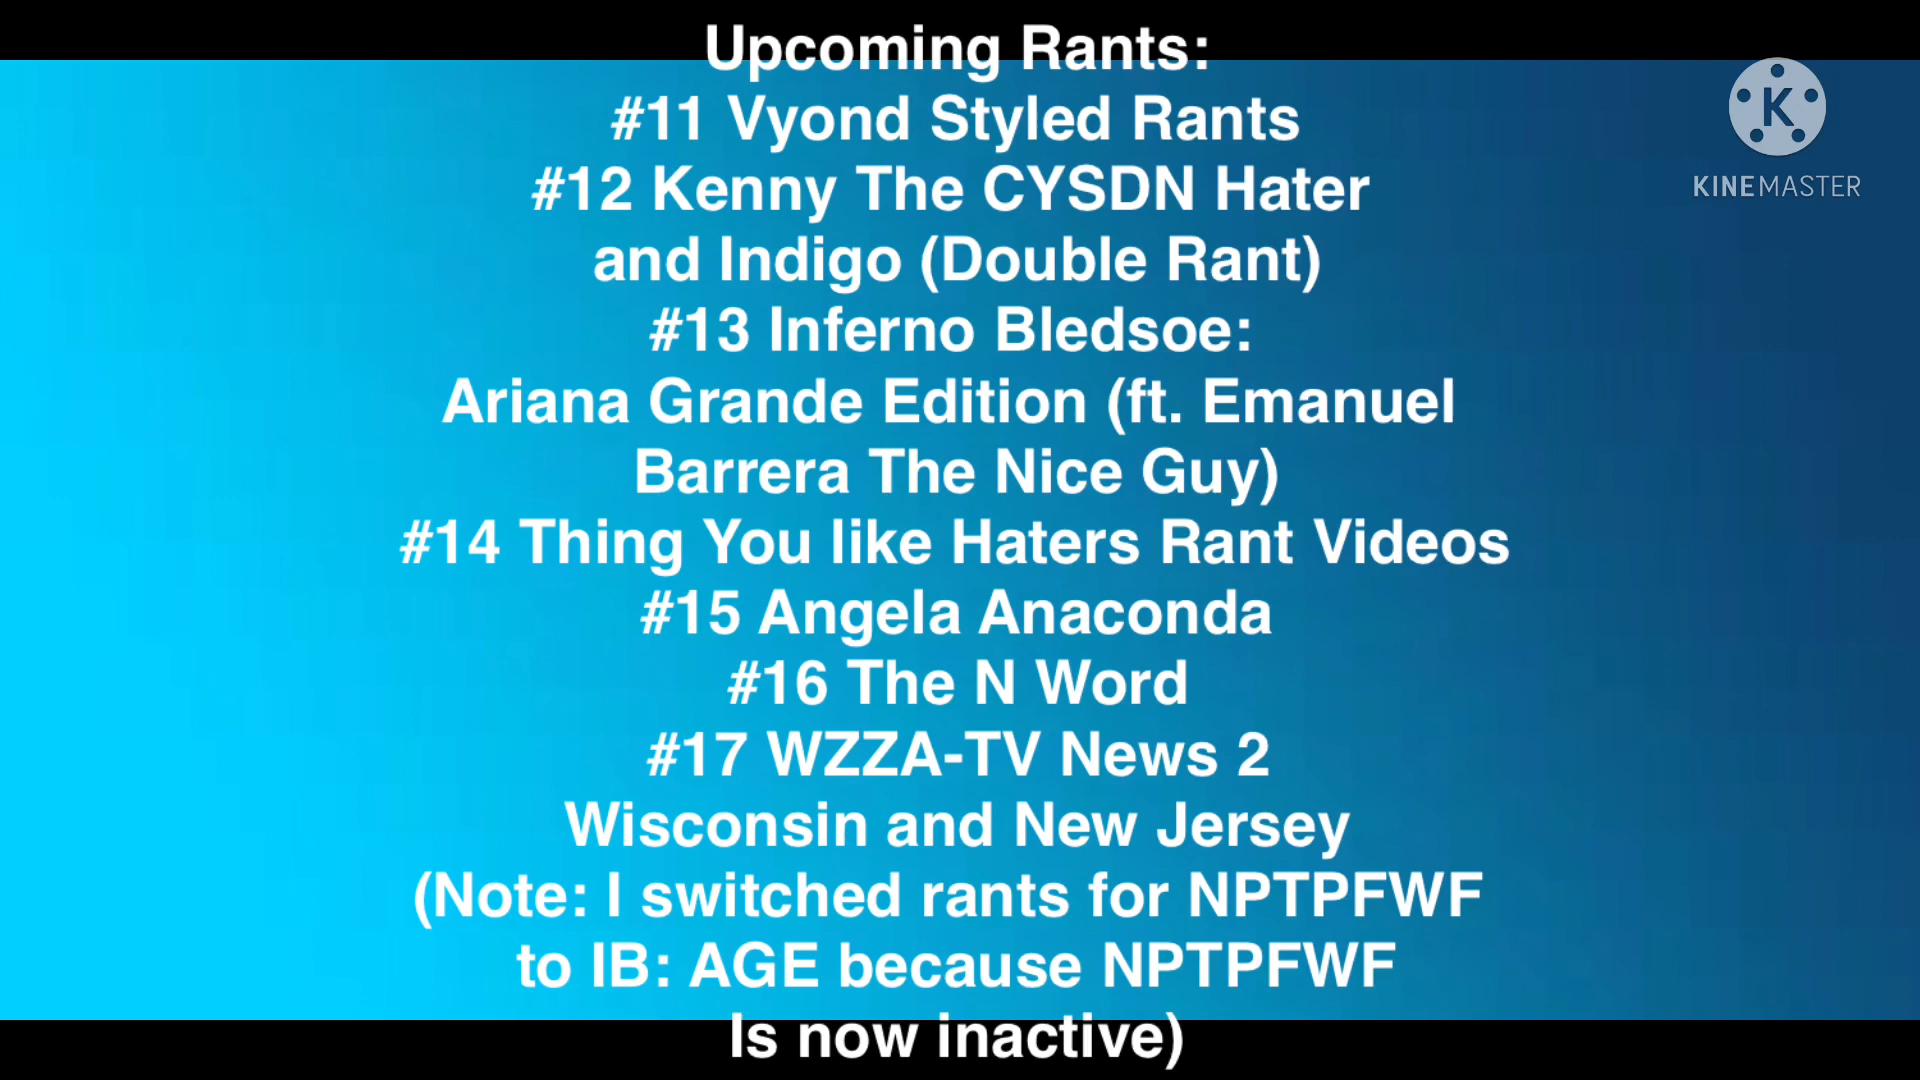 Upcoming Rants:
#11 Vyond Styled Rants
#12 Kenny The CYSDN Hater
and Indigo (Double Rant)
#13 Inferno Bledsoe:
Ariana Grande Edition (ft. Emanuel
Barrera The Nice Guy)
#14 Thing You like Haters Rant Videos
#15 Angela Anaconda
#16 The N Word
#17 WZZA-TV News 2
Wisconsin and New Jersey
(Note: I switched rants for NPTPFWF
to IB: AGE because NPTPFWF
Is now inactive)
K
KINEMASTER